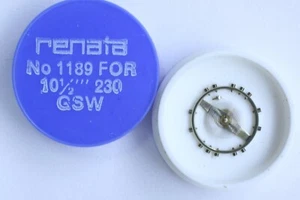 renata
No 1189 FOR
10½''' 230
GSW